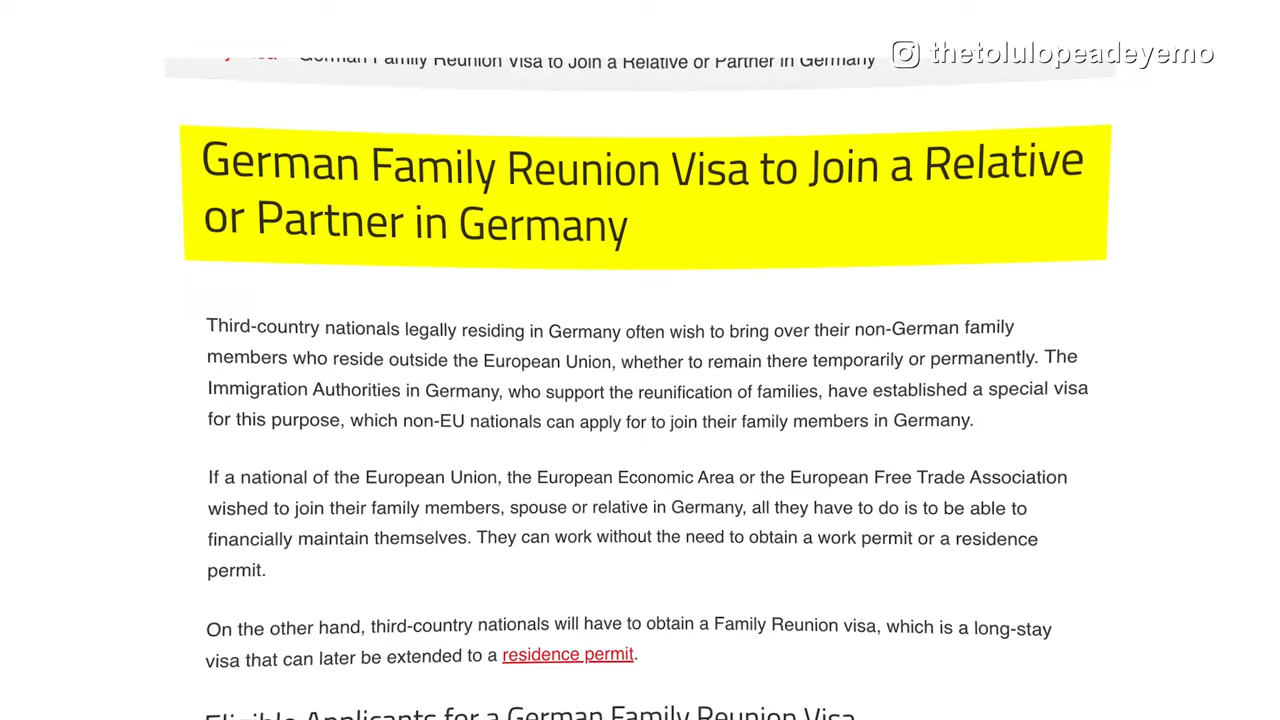 thetolulopeadeyemo
German Family Reunion Visa to Join a Relative or Partner in Germany
German Family Reunion Visa to Join a Relative
or Partner in Germany
Third-country nationals legally residing in Germany often wish to bring over their non-German family
members who reside outside the European Union, whether to remain there temporarily or permanently. The
Immigration Authorities in Germany, who support the reunification of families, have established a special visa
for this purpose, which non-EU nationals can apply for to join their family members in Germany.
If a national of the European Union, the European Economic Area or the European Free Trade Association
wished to join their family members, spouse or relative in Germany, all they have to do is to be able to
financially maintain themselves. They can work without the need to obtain a work permit or a residence
permit.
On the other hand, third-country nationals will have to obtain a Family Reunion visa, which is a long-stay
visa that can later be extended to a residence permit.
Eligible Applicants for a German Family Reunion Visa